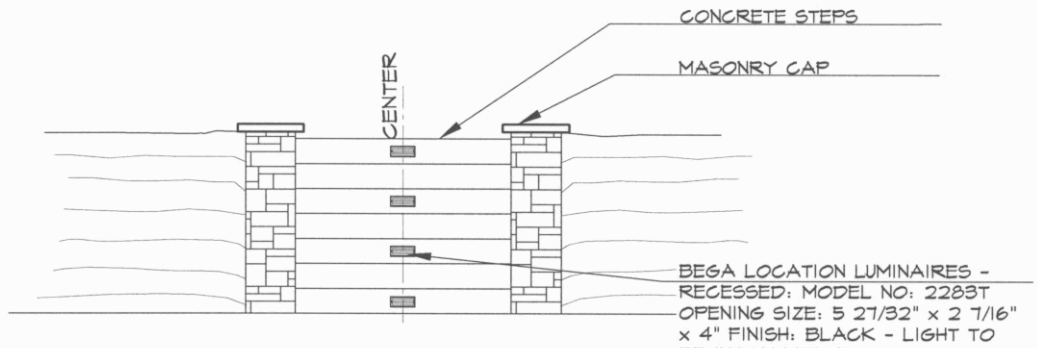 CONCRETE STEPS
MASONRY CAP
CENTER
BEGA LOCATION LUMINAIRES -
RECESSED: MODEL NO: 2283T
OPENING SIZE: 5 27/32" x 2 7/16"
x 4" FINISH: BLACK - LIGHT TO